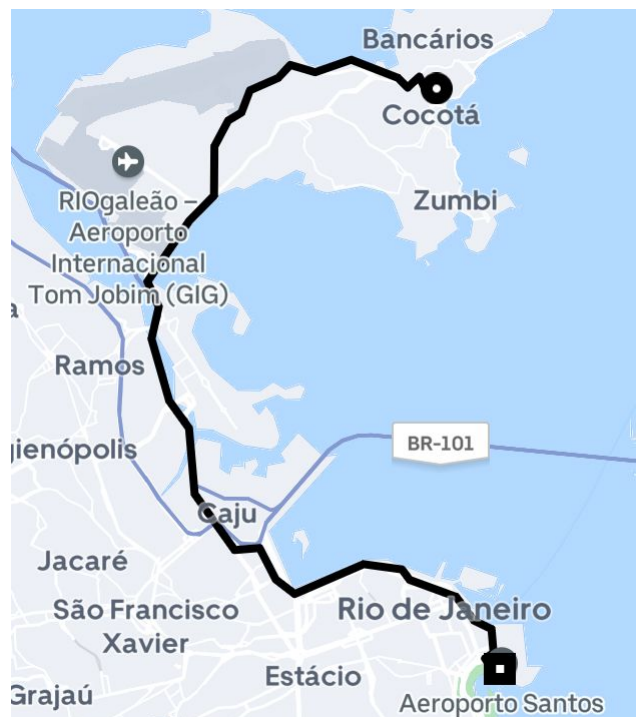 Bancários
Cocotá
Zumbi
RIOgaleão –
Aeroporto
Internacional
Tom Jobim (GIG)
a
Ramos
gienópolis
BR-101
Caju
Jacaré
São Francisco
Xavier
Rio de Janeiro
Estácio
Grajaú
Aeroporto Santos